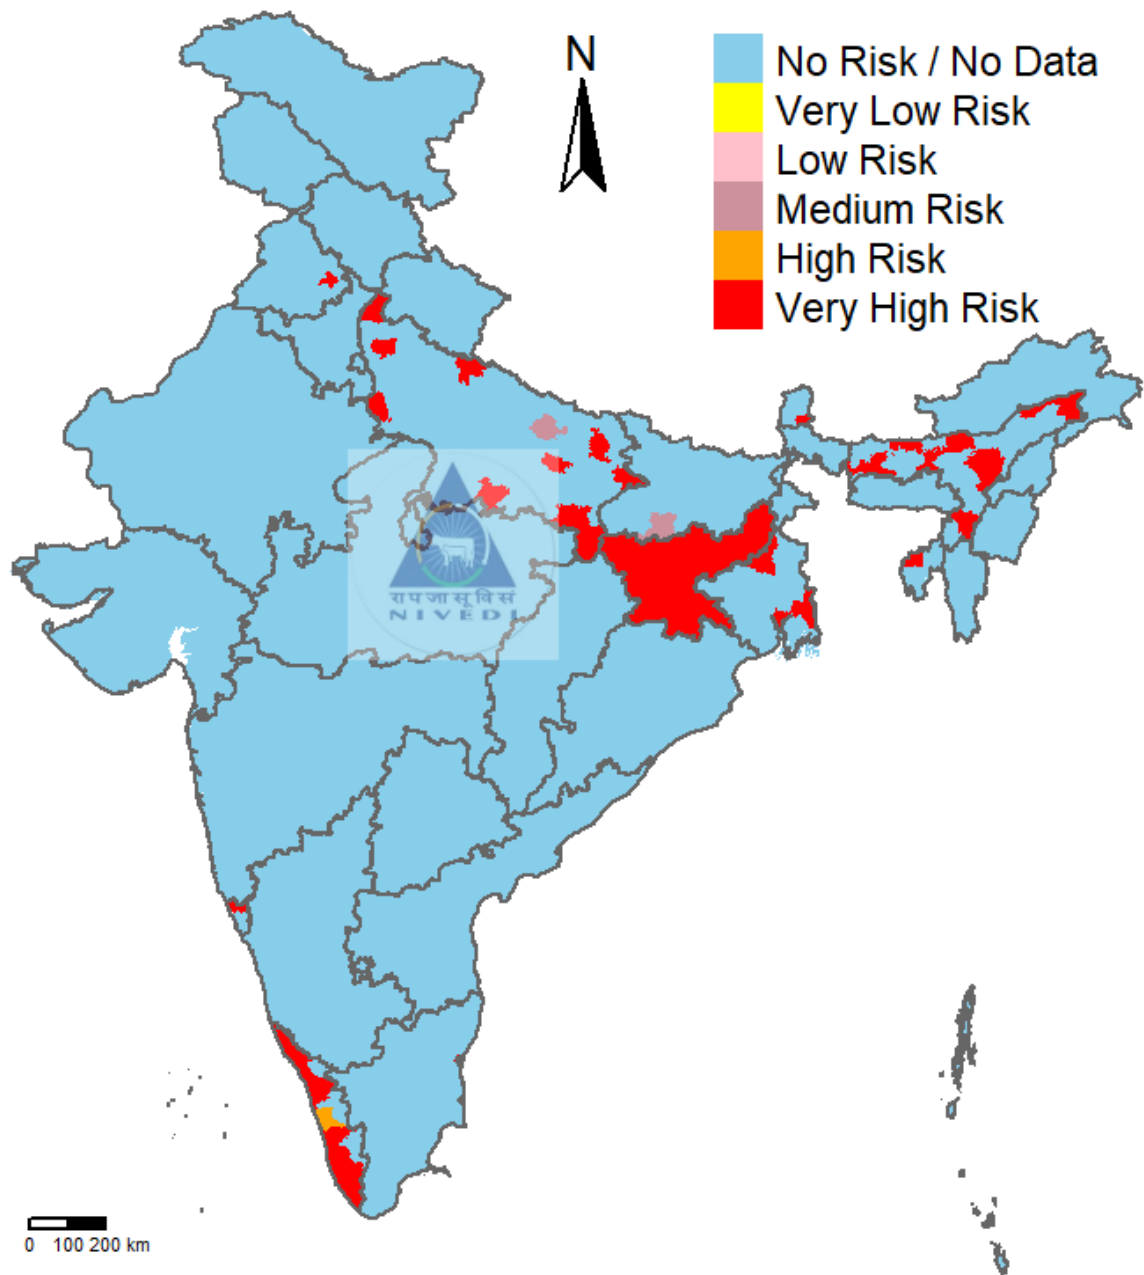 N
No Risk / No Data
Very Low Risk
Low Risk
Medium Risk
High Risk
Very High Risk
राप जा सू वि सं
NIVEDI
0 100 200 km